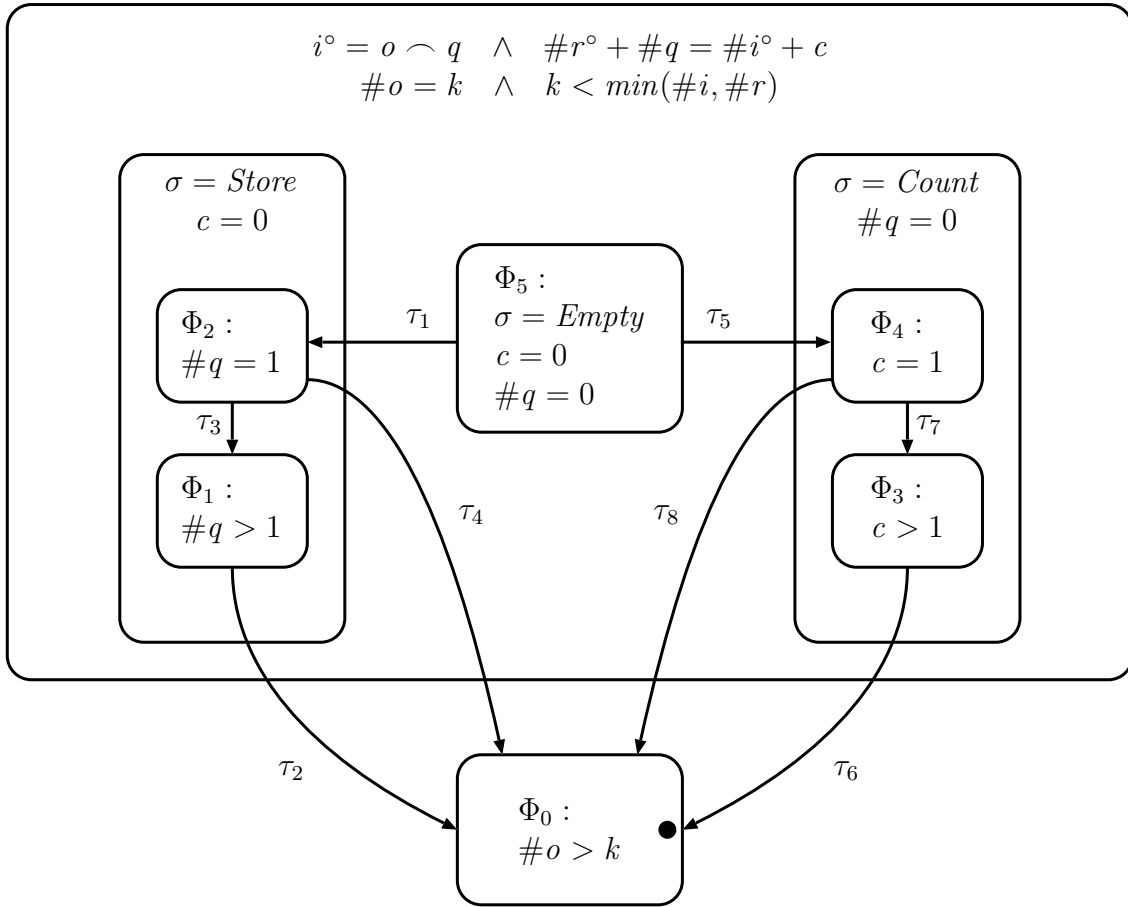 i° = o ⌢ q ∧ #r° + #q = #i° + c
#o = k ∧ k < min(#i, #r)
σ = Store
c = 0
σ = Count
#q = 0
Φ₅ :
σ = Empty
c = 0
#q = 0
τ₁
τ₅
Φ₂ :
#q = 1
Φ₄ :
c = 1
τ₃
τ₇
Φ₁ :
#q > 1
Φ₃ :
c > 1
τ₄
τ₈
τ₂
τ₆
Φ₀ :
#o > k